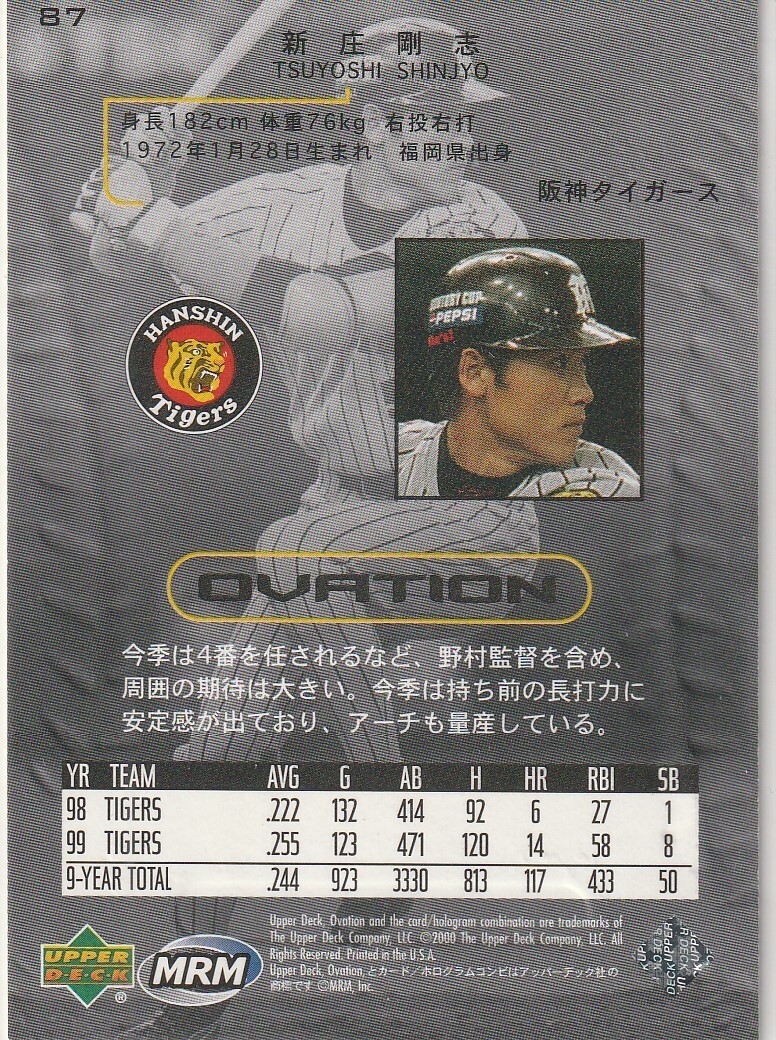 87
新庄剛志
TSUYOSHI SHINJYO
身長182cm 体重76kg 右投右打
1972年1月28日生まれ 福岡県出身
阪神タイガース
PEPSI
HANSHIN
Tigers
OVATION
今季は4番を任されるなど、野村監督を含め、
周囲の期待は大きい。今季は持ち前の長打力に
安定感が出ており、アーチも量産している。
YR TEAM AVG G AB H HR RBI SB
98 TIGERS .222 132 414 92 6 27 1
99 TIGERS .255 123 471 120 14 58 8
9-YEAR TOTAL .244 923 3330 813 117 433 50
Upper Deck, Ovation and the card/hologram combination are trademarks of
The Upper Deck Company, LLC ©2000 The Upper Deck Company, LLC. All
Rights Reserved. Printed in the U.S.A.
Upper Deck, Ovation, とカード／ホログラムコンビはアッパーデック社の
商標です ©MRM, Inc.
UPPER
D·E·C·K
®
MRM